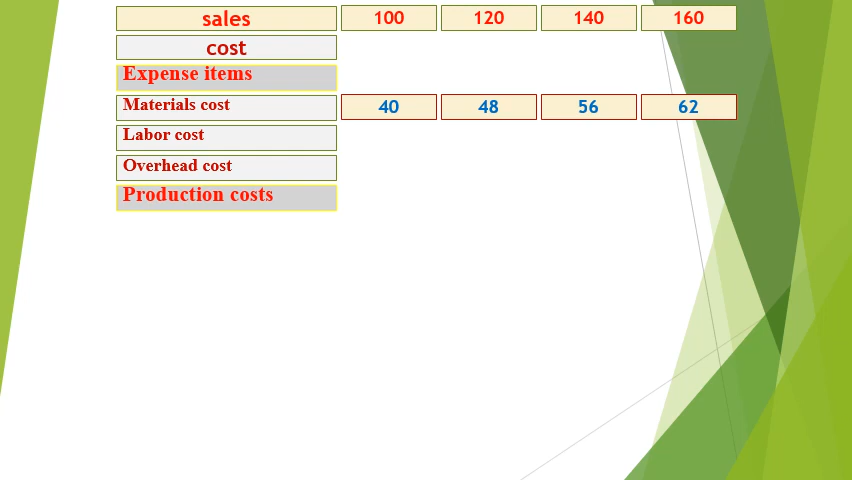 sales 100 120 140 160
cost
Expense items
Materials cost 40 48 56 62
Labor cost
Overhead cost
Production costs